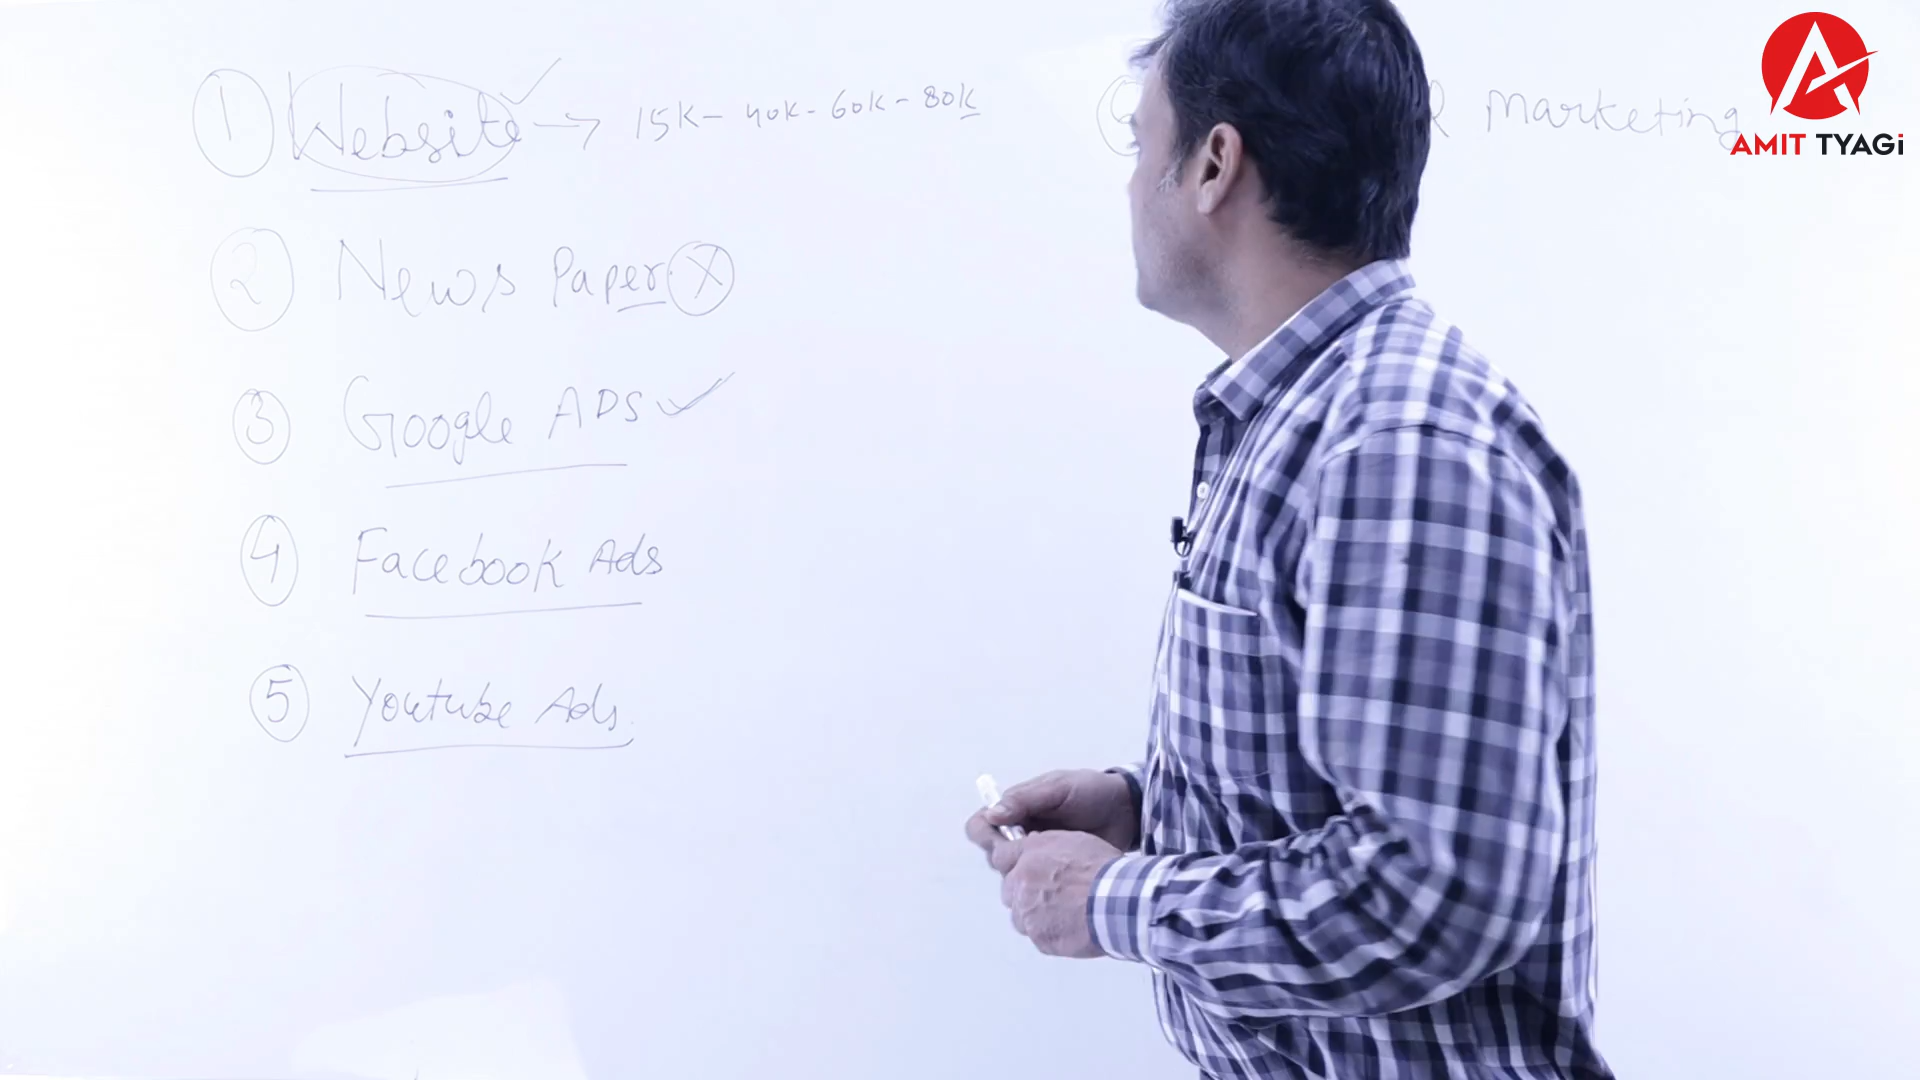 1 Website → 15K - 40K - 60K - 80K
2 News Paper X
3 Google ADS ✓
4 Facebook Ads
5 Youtube Ads
Marketing
AMIT TYAGi